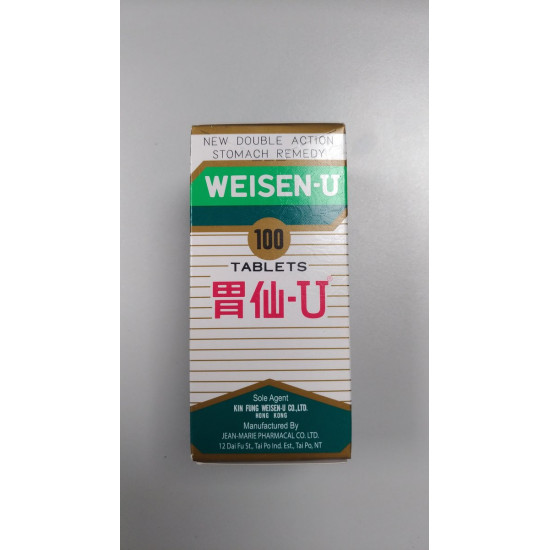 NEW DOUBLE ACTION
STOMACH REMEDY
WEISEN-U
100
TABLETS
胃仙-U
Sole Agent
KIN FUNG WEISEN-U CO.,LTD.
HONG KONG
Manufactured By
JEAN-MARIE PHARMACAL CO. LTD.
12 Dai Fu St., Tai Po Ind. Est., Tai Po, NT